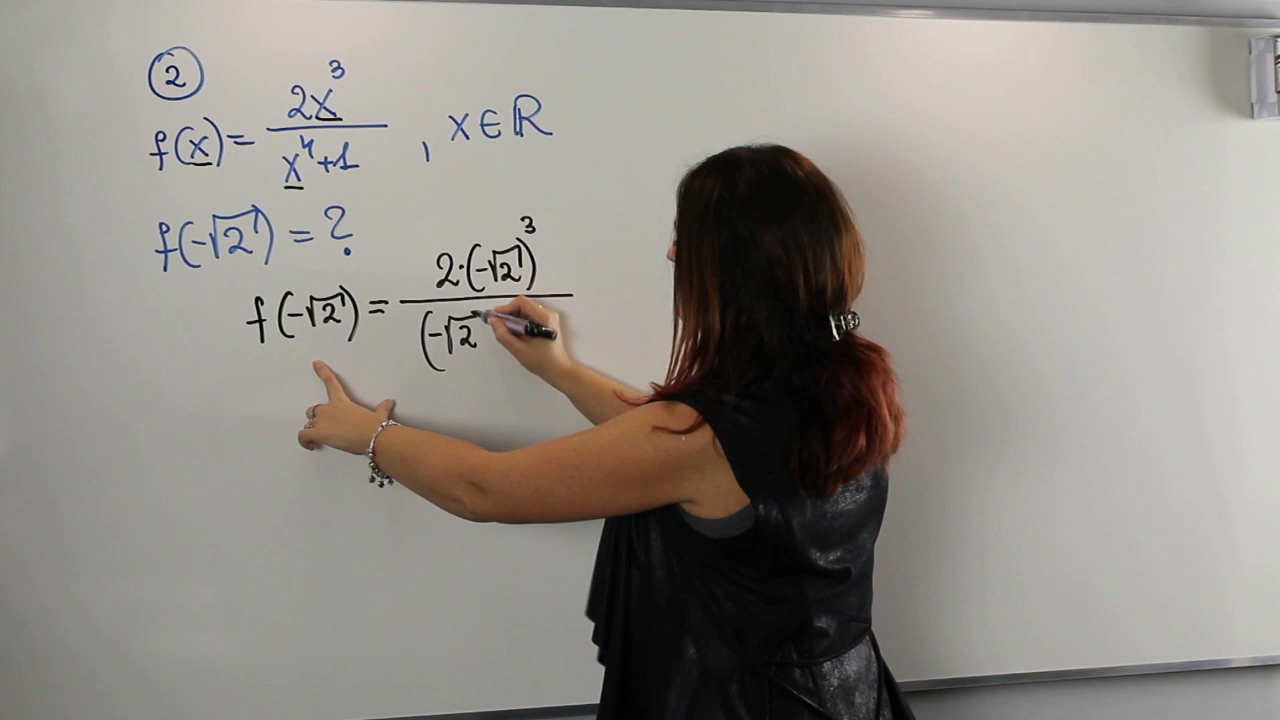 2
f(x) = 2x³ / x⁴+1 , x∈ℝ
f(-√2) = ?
f(-√2) = 2·(-√2)³ / (-√2